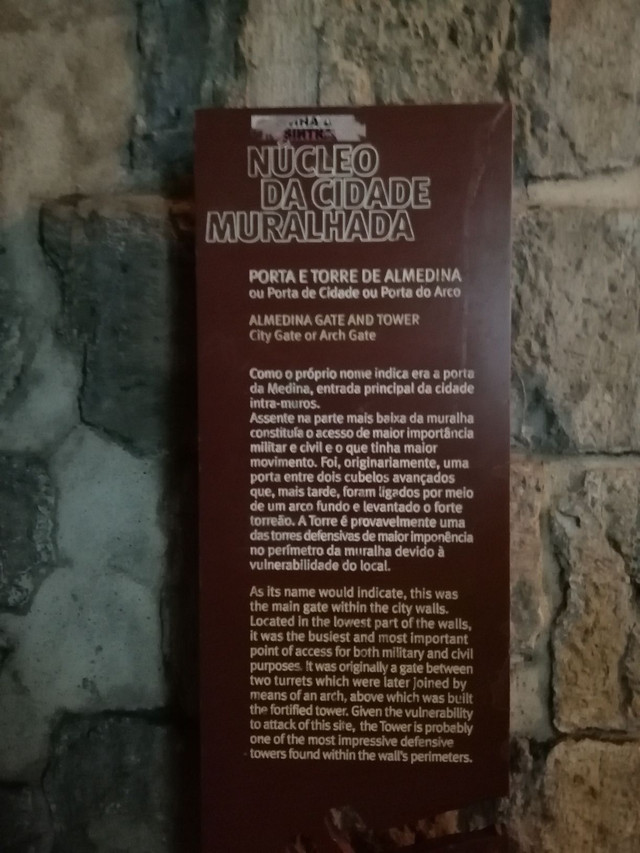 NÚCLEO
DA CIDADE
MURALHADA
PORTA E TORRE DE ALMEDINA
ou Porta de Cidade ou Porta do Arco
ALMEDINA GATE AND TOWER
City Gate or Arch Gate
Como o próprio nome indica era a porta
da Medina, entrada principal da cidade
intra-muros.
Assente na parte mais baixa da muralha
constituía o acesso de maior importância
militar e civil e o que tinha maior
movimento. Foi, originariamente, uma
porta entre dois cubelos avançados
que, mais tarde, foram ligados por meio
de um arco fundo e levantado o forte
torreão. A Torre é provavelmente uma
das torres defensivas de maior imponência
no perímetro da muralha devido à
vulnerabilidade do local.
As its name would indicate, this was
the main gate within the city walls.
Located in the lowest part of the walls,
it was the busiest and most important
point of access for both military and civil
purposes. It was originally a gate between
two turrets which were later joined by
means of an arch, above which was built
the fortified tower. Given the vulnerability
to attack of this site, the Tower is probably
one of the most impressive defensive
towers found within the wall's perimeters.